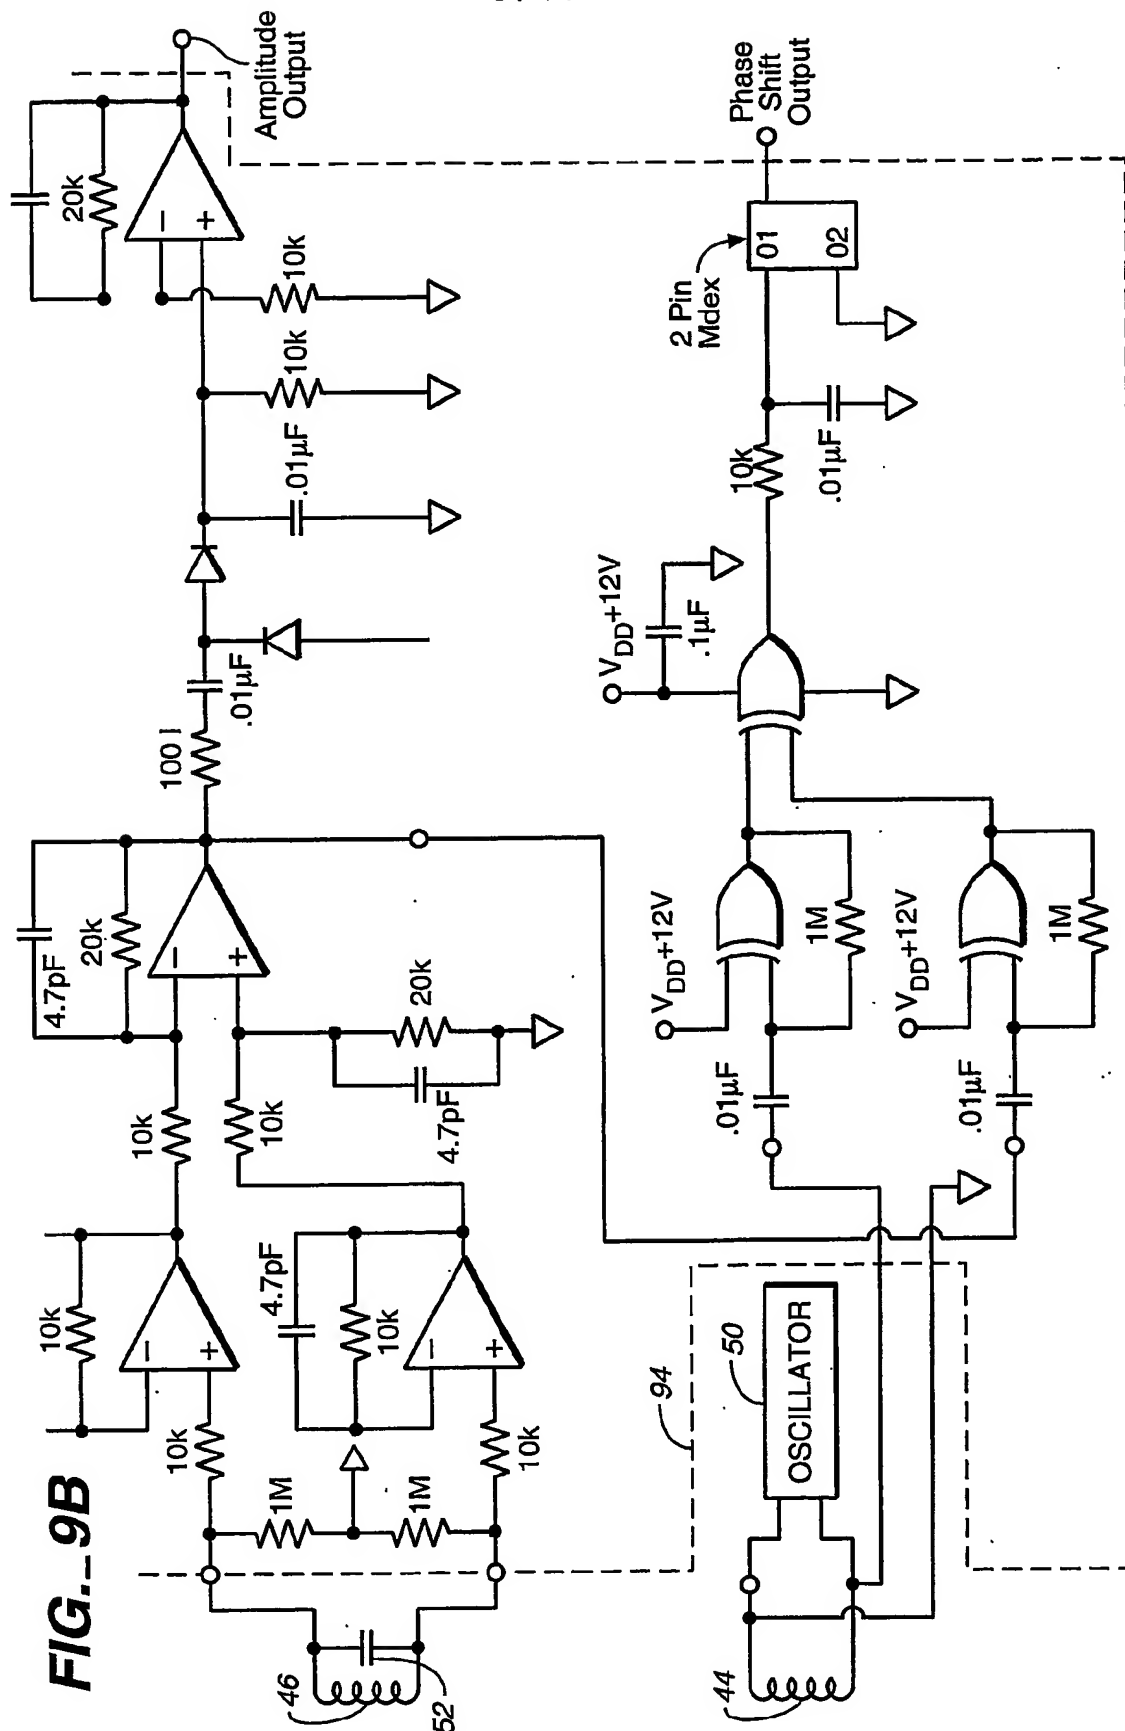 FIG._9B
10k
4.7pF
20k
100 I
.01µF
.01µF
10k
10k
20k
Amplitude
Output
10k
10k
20k
4.7pF
10k
1M
1M
4.7pF
10k
10k
46
52
94
50
OSCILLATOR
44
.01µF
VDD+12V
1M
.01µF
VDD+12V
1M
VDD+12V
.1µF
10k
.01µF
2 Pin
Mdex
01
02
Phase
Shift
Output